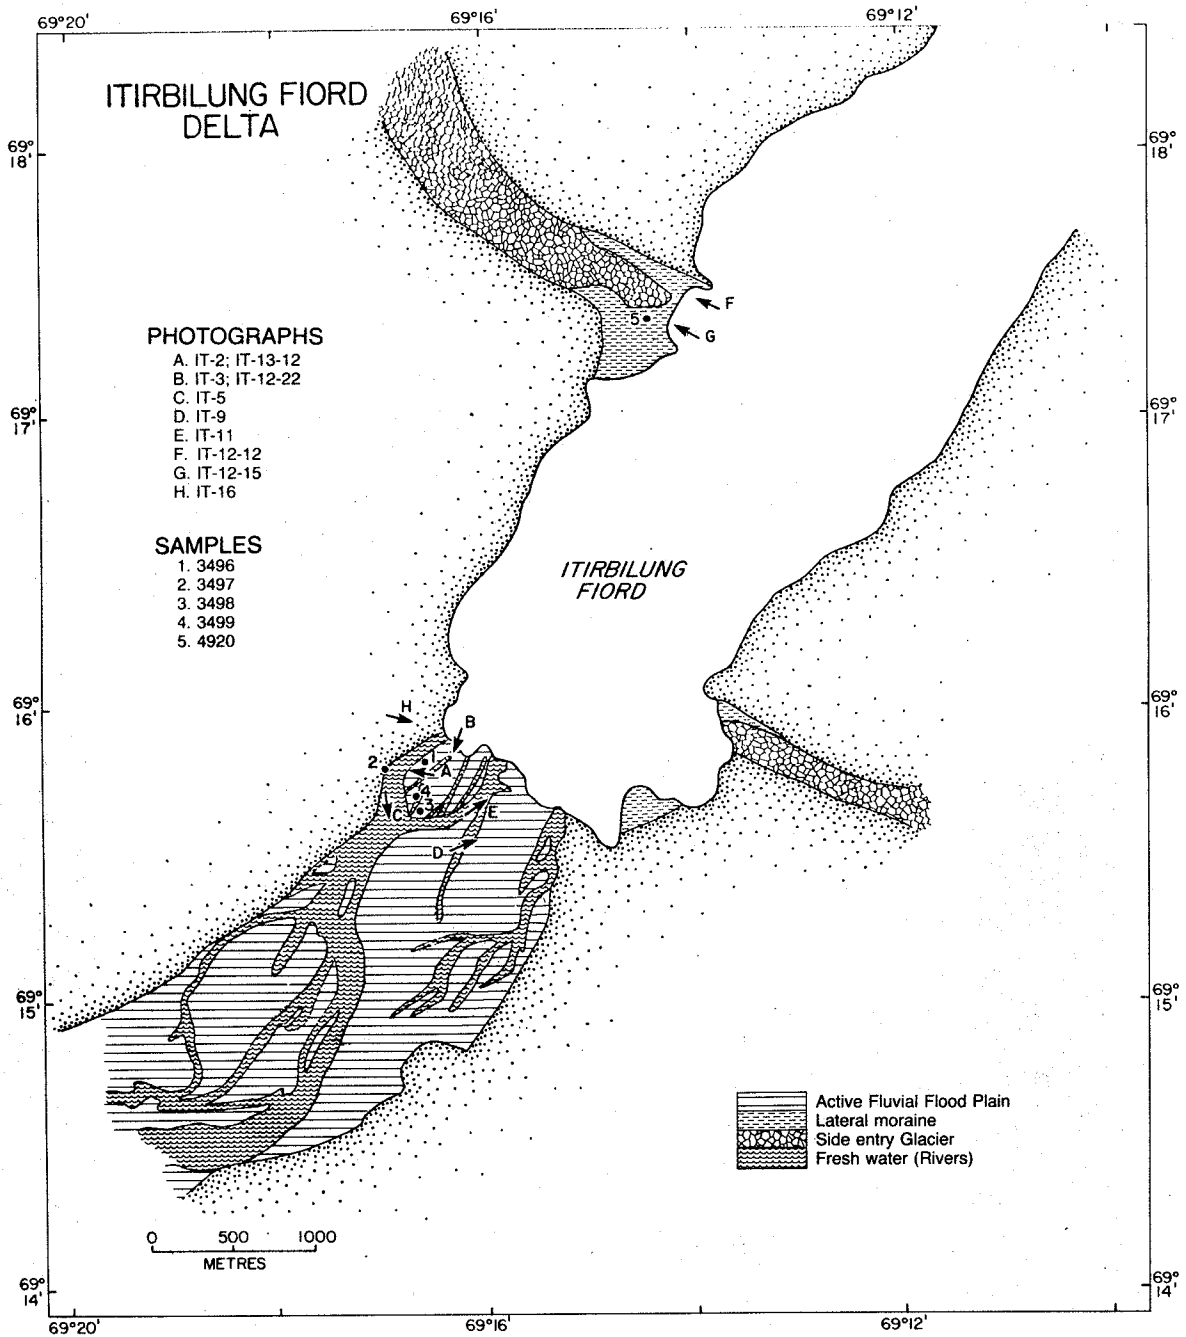 69°20'
69°16'
69°12'
ITIRBILUNG FIORD
DELTA
69°
18'
69°
18'
F
5
G
PHOTOGRAPHS
A. IT-2; IT-13-12
B. IT-3; IT-12-22
C. IT-5
D. IT-9
E. IT-11
F. IT-12-12
G. IT-12-15
H. IT-16
69°
17'
69°
17'
SAMPLES
1. 3496
2. 3497
3. 3498
4. 3499
5. 4920
ITIRBILUNG
FIORD
69°
16'
69°
16'
H
B
2
1
A
4
3
C
E
D
69°
15'
69°
15'
Active Fluvial Flood Plain
Lateral moraine
Side entry Glacier
Fresh water (Rivers)
0 500 1000
METRES
69°
14'
69°
14'
69°20'
69°16'
69°12'